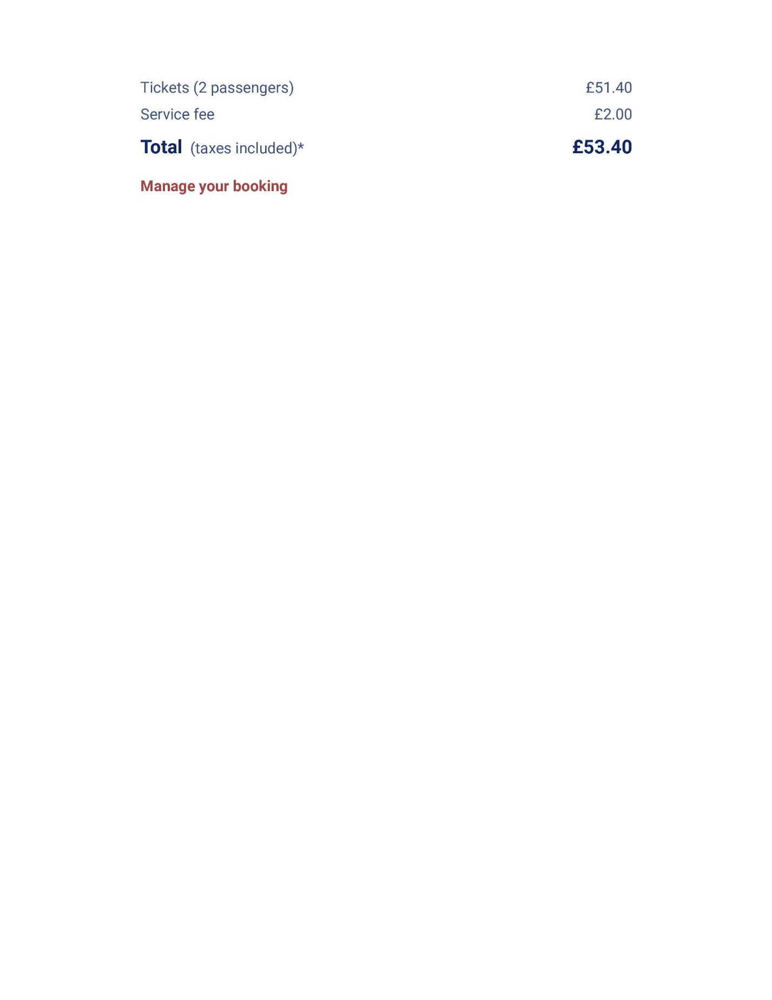 Tickets (2 passengers) £51.40
Service fee £2.00
Total (taxes included)* £53.40
Manage your booking